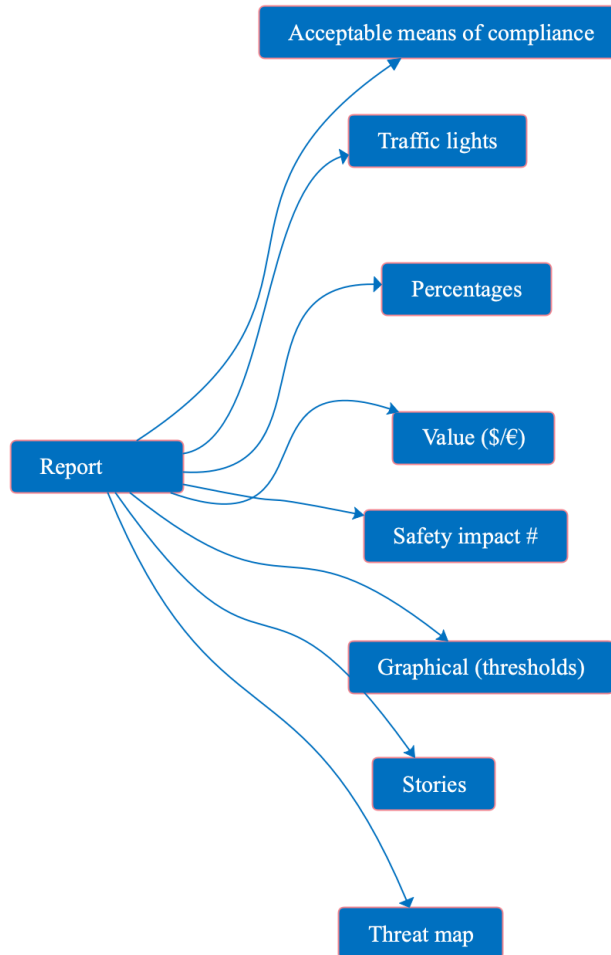 Acceptable means of compliance
Traffic lights
Percentages
Value ($/€)
Report
Safety impact #
Graphical (thresholds)
Stories
Threat map